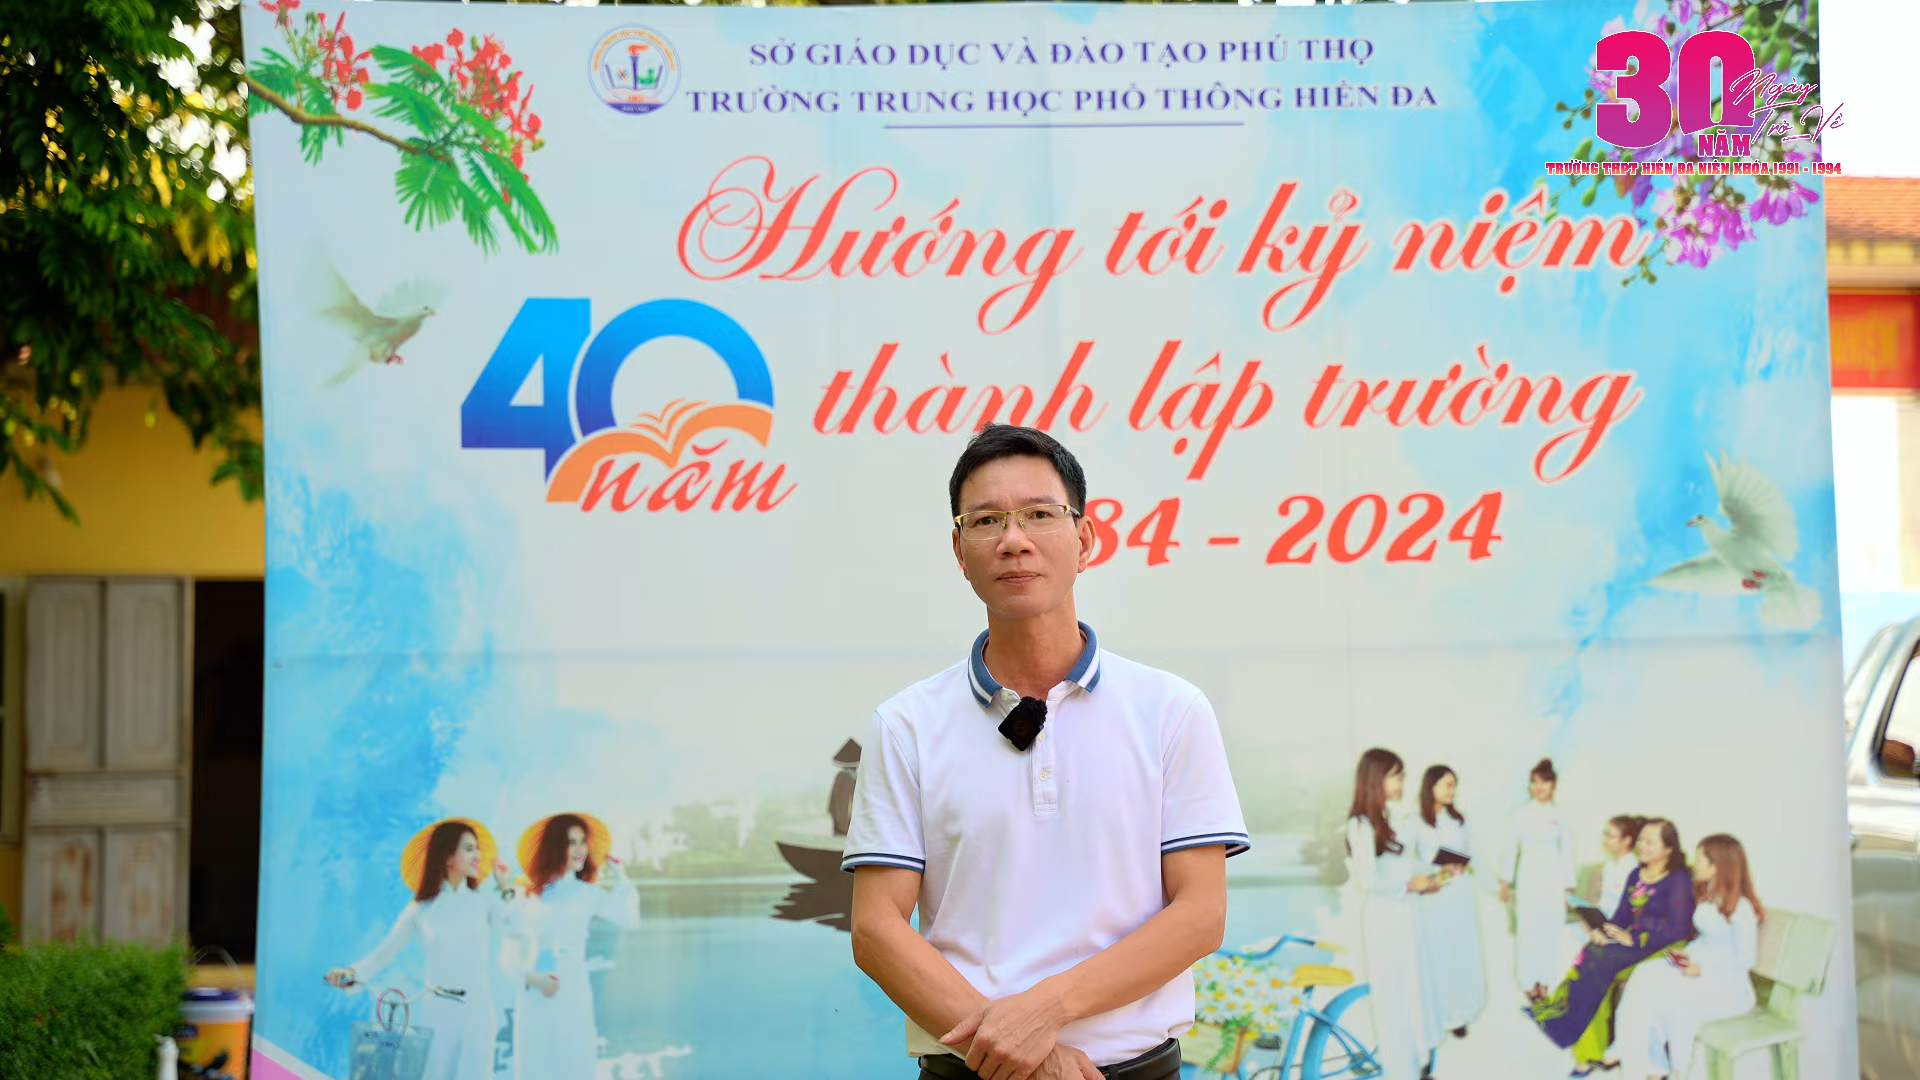 SỞ GIÁO DỤC VÀ ĐÀO TẠO PHÚ THỌ
TRƯỜNG TRUNG HỌC PHỔ THÔNG HIỀN ĐA
30 NĂM
Ngày Trở Về
TRƯỜNG THPT HIỀN ĐA NIÊN KHÓA 1991 - 1994
Hướng tới kỷ niệm
40 năm
thành lập trường
84 - 2024